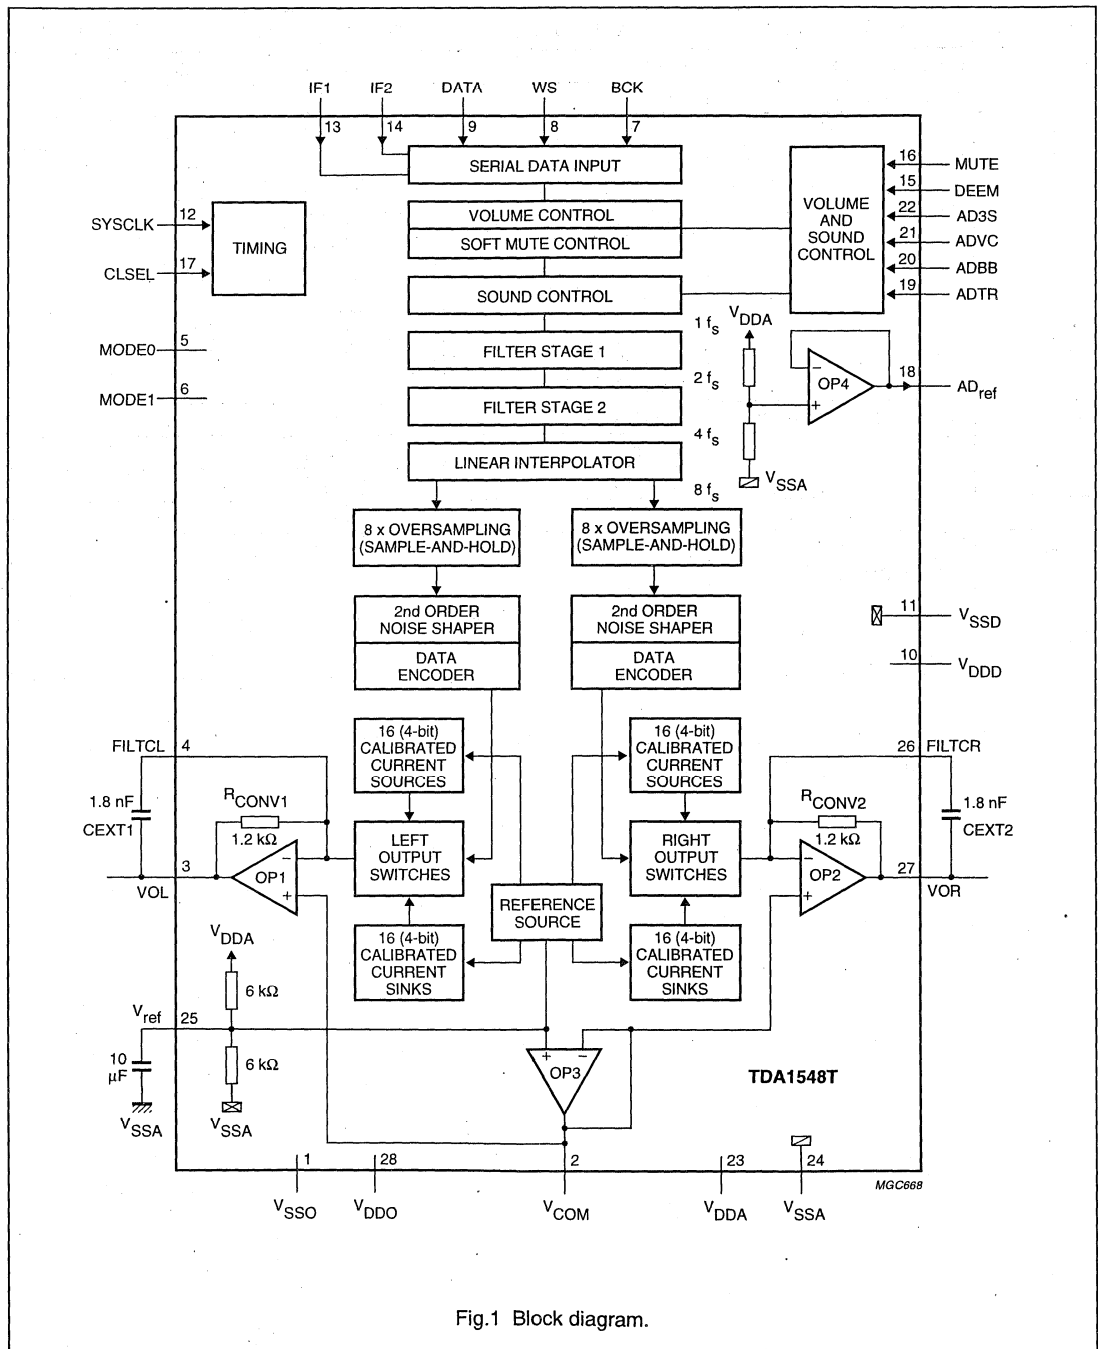 IF1 IF2 DATA WS BCK
13 14 9 8 7
SERIAL DATA INPUT
VOLUME CONTROL
SOFT MUTE CONTROL
SOUND CONTROL
FILTER STAGE 1
FILTER STAGE 2
LINEAR INTERPOLATOR
SYSCLK 12
CLSEL 17
TIMING
MODE0 5
MODE1 6
VOLUME
AND
SOUND
CONTROL
16 MUTE
15 DEEM
22 AD3S
21 ADVC
20 ADBB
19 ADTR
1 fs
2 fs
4 fs
8 fs
VDDA
VSSA
− OP4 +
18 ADref
8 x OVERSAMPLING
(SAMPLE-AND-HOLD)
8 x OVERSAMPLING
(SAMPLE-AND-HOLD)
2nd ORDER
NOISE SHAPER
DATA
ENCODER
2nd ORDER
NOISE SHAPER
DATA
ENCODER
11 VSSD
10 VDDD
FILTCL 4
1.8 nF
CEXT1
RCONV1
1.2 kΩ
− OP1 +
3
VOL
16 (4-bit)
CALIBRATED
CURRENT
SOURCES
LEFT
OUTPUT
SWITCHES
16 (4-bit)
CALIBRATED
CURRENT
SINKS
REFERENCE
SOURCE
16 (4-bit)
CALIBRATED
CURRENT
SOURCES
RIGHT
OUTPUT
SWITCHES
16 (4-bit)
CALIBRATED
CURRENT
SINKS
26 FILTCR
RCONV2
1.2 kΩ
1.8 nF
CEXT2
− OP2 +
27
VOR
VDDA
6 kΩ
Vref 25
10
μF
6 kΩ
VSSA
VSSA
+ −
OP3
TDA1548T
1 28 2 23 24
VSSO VDDO VCOM VDDA VSSA
MGC668
Fig.1 Block diagram.